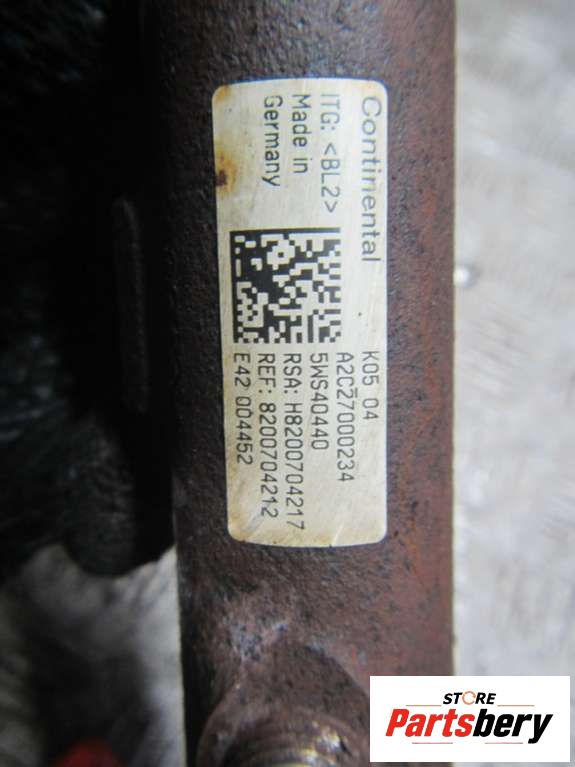 Continental
ITG: <BL2>
Made in
Germany
K05 04
A2C27000234
5WS40440
RSA: H8200704217
REF: 8200704212
E42 004452
STORE
Partsbery